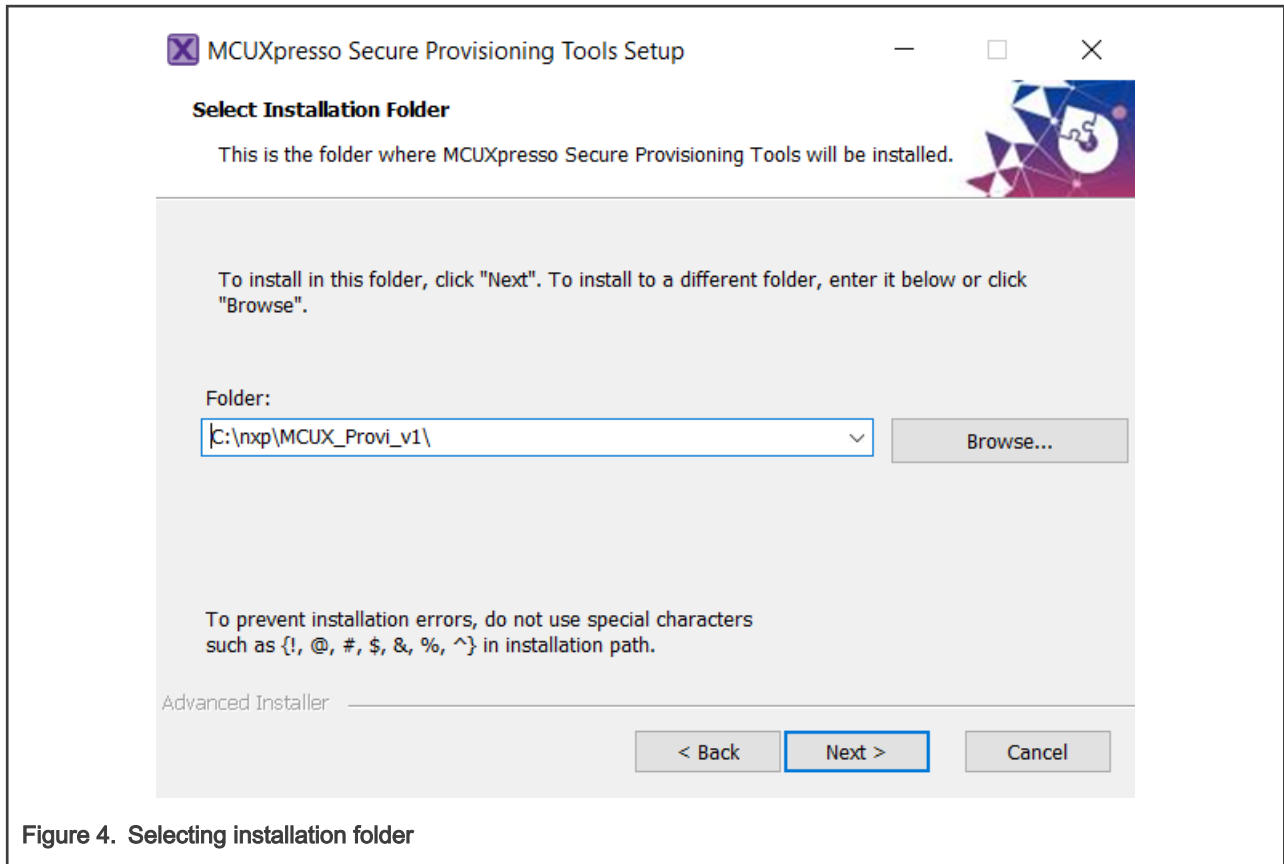 MCUXpresso Secure Provisioning Tools Setup
Select Installation Folder
This is the folder where MCUXpresso Secure Provisioning Tools will be installed.
To install in this folder, click "Next". To install to a different folder, enter it below or click
"Browse".
Folder:
C:\nxp\MCUX_Provi_v1\
Browse...
To prevent installation errors, do not use special characters
such as {!, @, #, $, &, %, ^} in installation path.
Advanced Installer
< Back
Next >
Cancel
Figure 4. Selecting installation folder